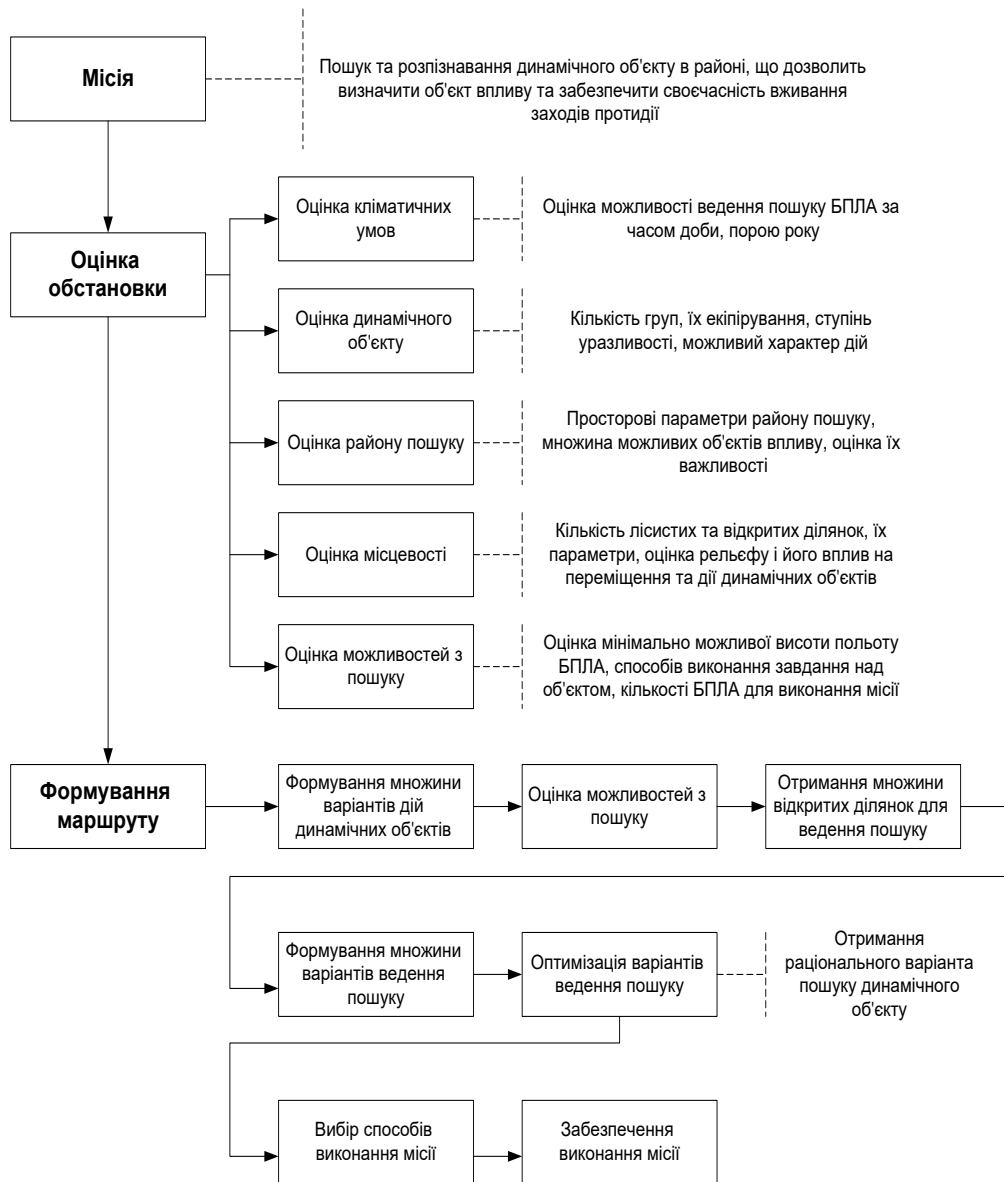 Місія
Пошук та розпізнавання динамічного об'єкту в районі, що дозволить
визначити об'єкт впливу та забезпечити своєчасність вживання
заходів протидії
Оцінка
обстановки
Оцінка кліматичних
умов
Оцінка можливості ведення пошуку БПЛА за
часом доби, порою року
Оцінка динамічного
об'єкту
Кількість груп, їх екіпірування, ступінь
уразливості, можливий характер дій
Оцінка району пошуку
Просторові параметри району пошуку,
множина можливих об'єктів впливу, оцінка їх
важливості
Оцінка місцевості
Кількість лісистих та відкритих ділянок, їх
параметри, оцінка рельєфу і його вплив на
переміщення та дії динамічних об'єктів
Оцінка можливостей з
пошуку
Оцінка мінімально можливої висоти польоту
БПЛА, способів виконання завдання над
об'єктом, кількості БПЛА для виконання місії
Формування
маршруту
Формування множини
варіантів дій
динамічних об'єктів
Оцінка можливостей з
пошуку
Отримання множини
відкритих ділянок для
ведення пошуку
Формування множини
варіантів ведення
пошуку
Оптимізація варіантів
ведення пошуку
Отримання
раціонального варіанта
пошуку динамічного
об'єкту
Вибір способів
виконання місії
Забезпечення
виконання місії